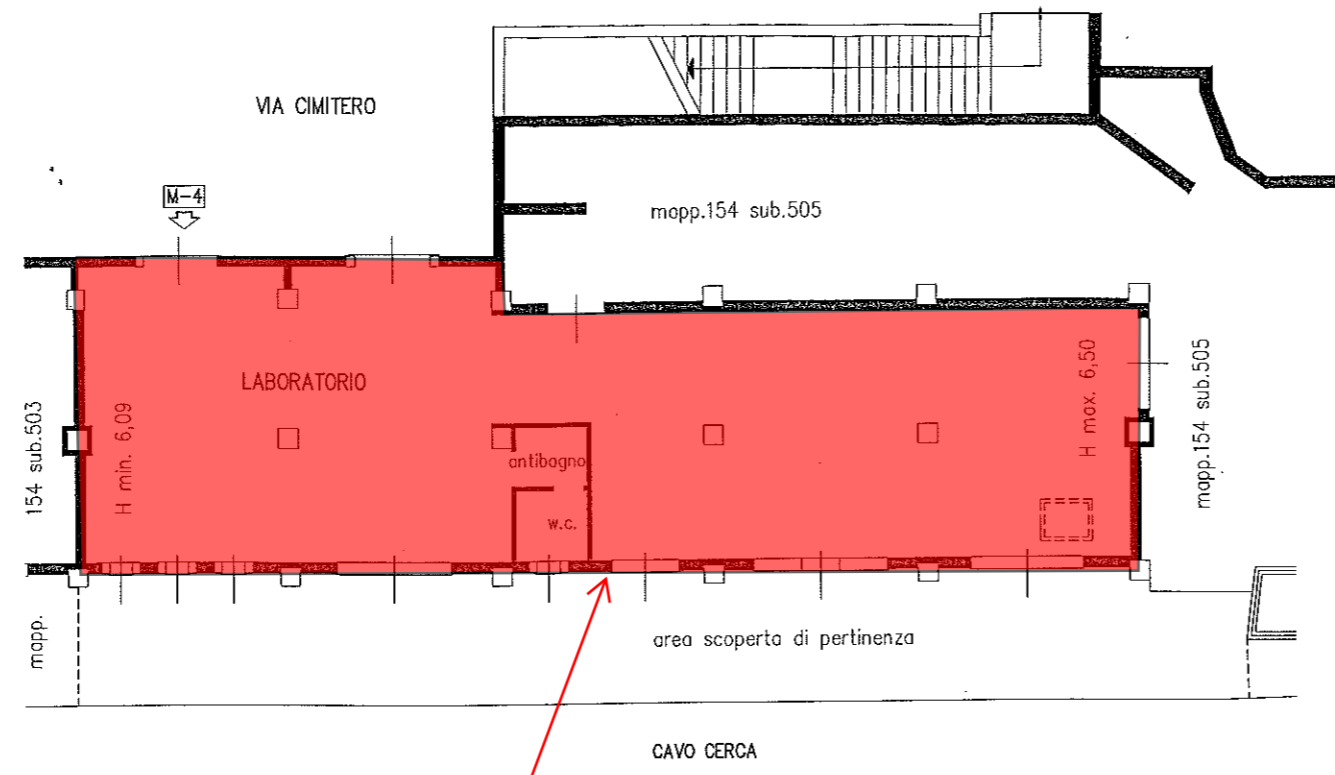 VIA CIMITERO
M-4
mapp.154 sub.505
LABORATORIO
H min. 6,09
154 sub.503
mapp.
antibagno
w.c.
H max. 6,50
mapp.154 sub.505
area scoperta di pertinenza
CAVO CERCA